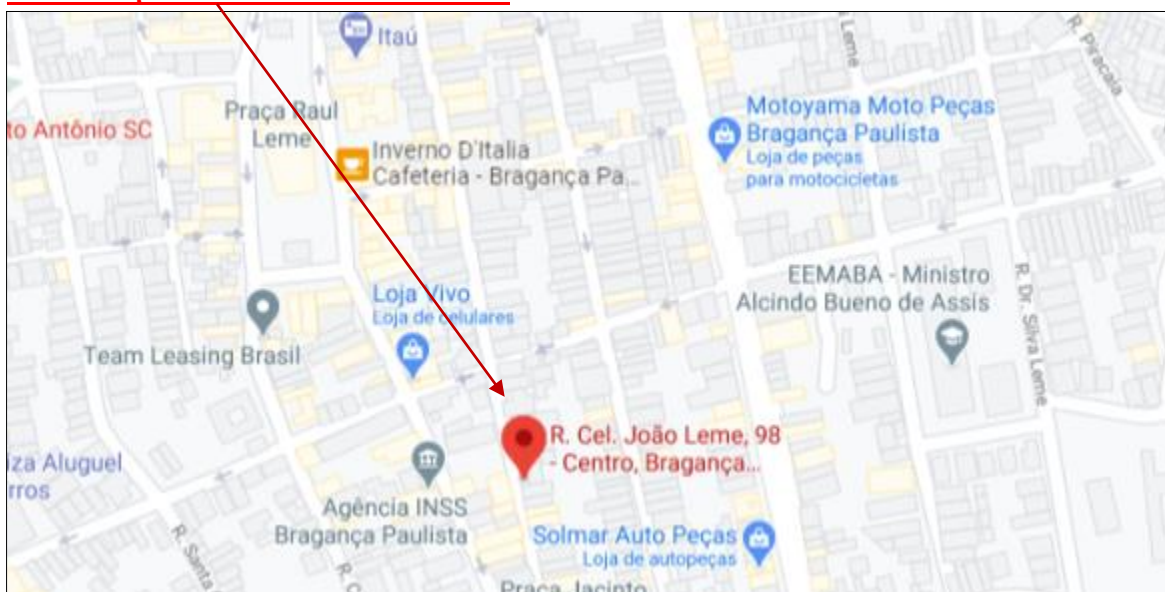 Itaú
Praça Raul
Leme
to Antônio SC
Inverno D'Italia
Cafeteria - Bragança Pa...
Motoyama Moto Peças
Bragança Paulista
Loja de peças
para motocicletas
Leme
R. Piracaia
EEMABA - Ministro
Alcindo Bueno de Assis
R. Dr. Silva Leme
Loja Vivo
Loja de celulares
Team Leasing Brasil
R. Cel. João Leme, 98
- Centro, Bragança...
iza Aluguel
rros
Agência INSS
Bragança Paulista
Solmar Auto Peças
Loja de autopeças
R. Santa
R. C
Praça Jacinto